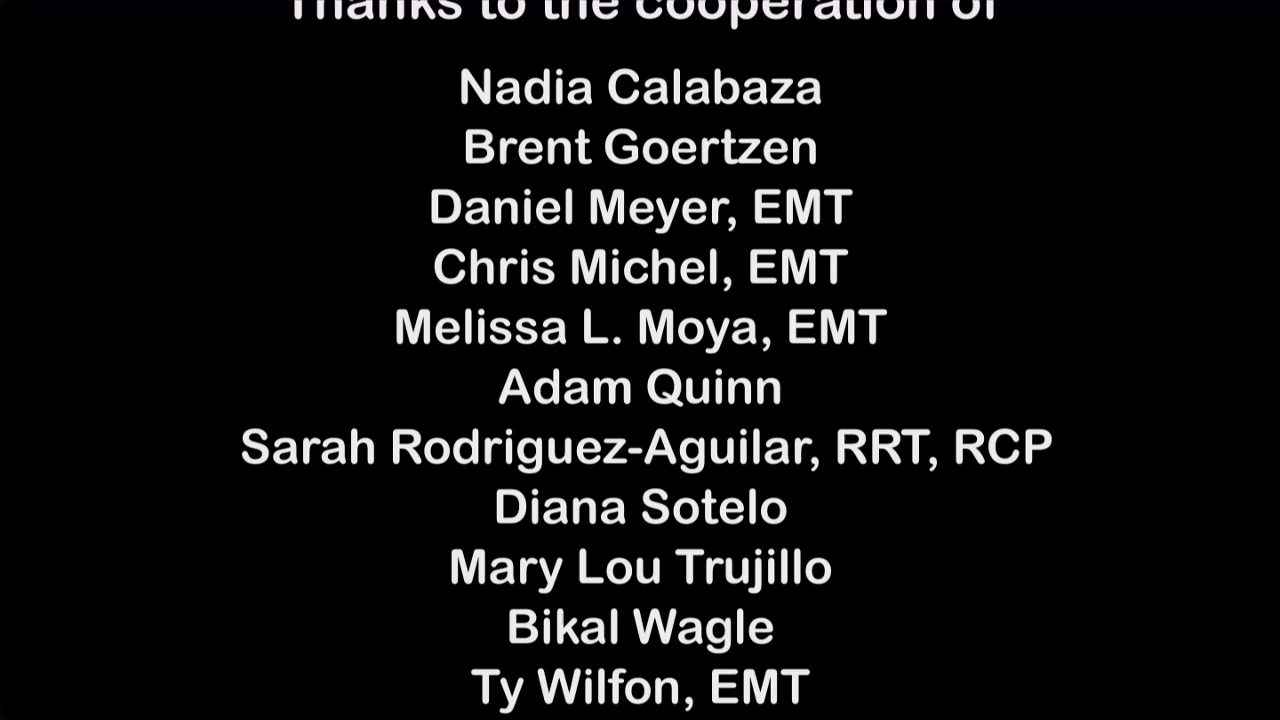 Thanks to the cooperation of
Nadia Calabaza
Brent Goertzen
Daniel Meyer, EMT
Chris Michel, EMT
Melissa L. Moya, EMT
Adam Quinn
Sarah Rodriguez-Aguilar, RRT, RCP
Diana Sotelo
Mary Lou Trujillo
Bikal Wagle
Ty Wilfon, EMT